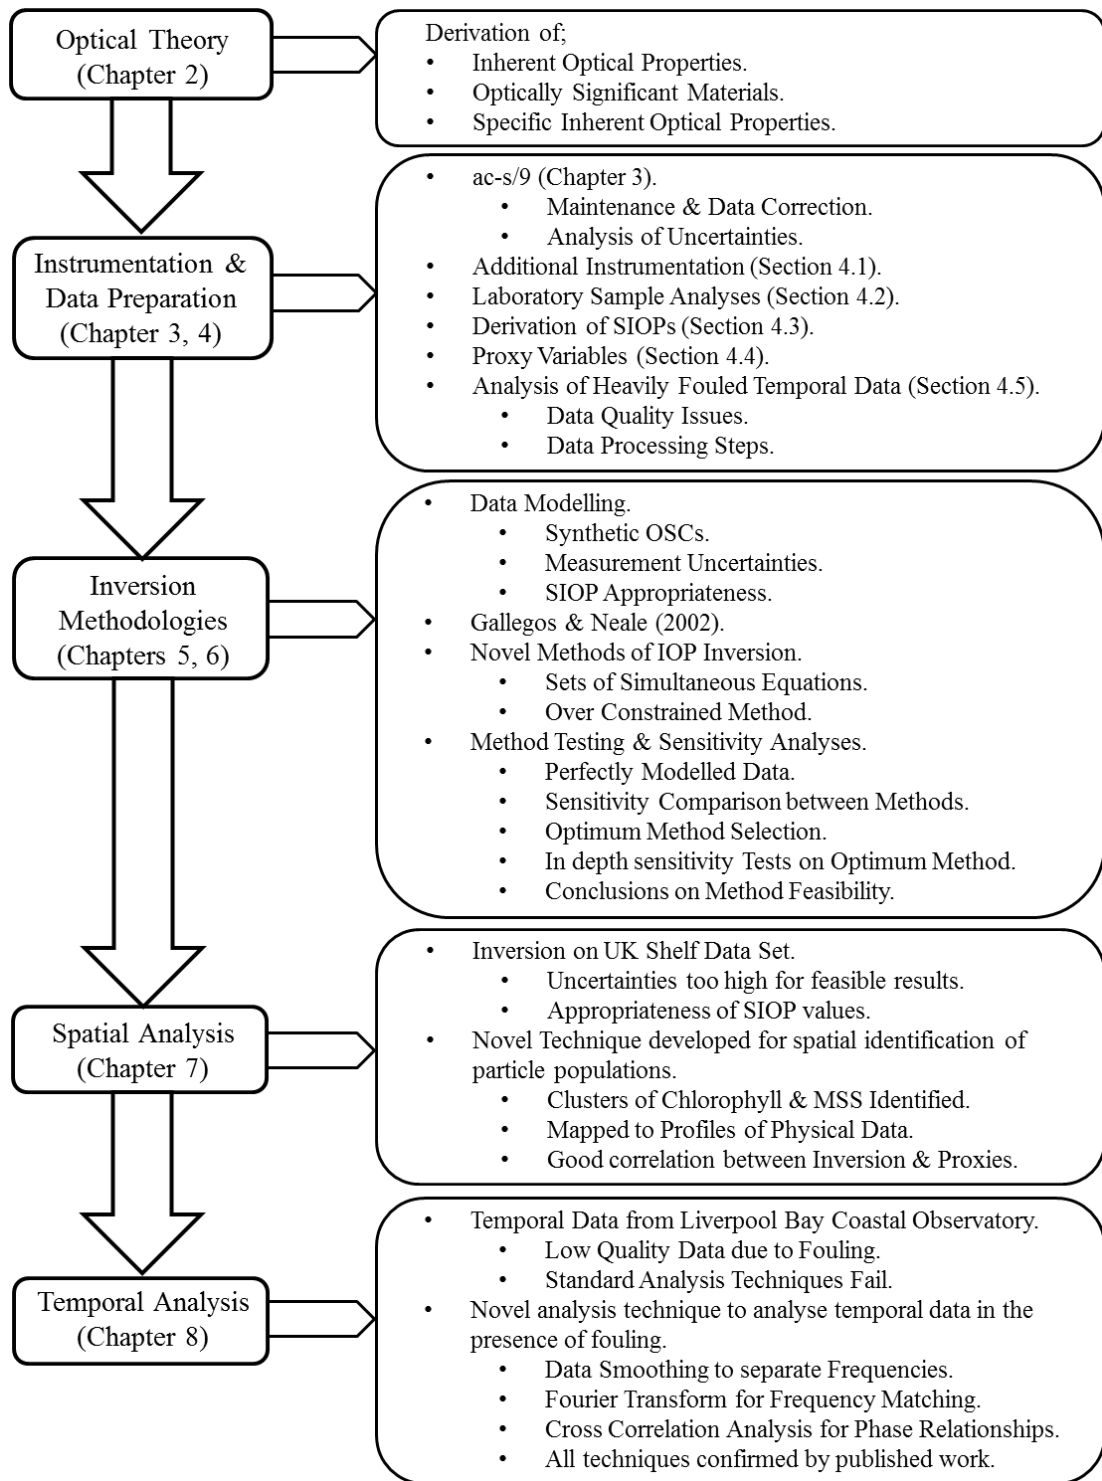 Optical Theory
(Chapter 2)
Derivation of;
• Inherent Optical Properties.
• Optically Significant Materials.
• Specific Inherent Optical Properties.
Instrumentation &
Data Preparation
(Chapter 3, 4)
• ac-s/9 (Chapter 3).
• Maintenance & Data Correction.
• Analysis of Uncertainties.
• Additional Instrumentation (Section 4.1).
• Laboratory Sample Analyses (Section 4.2).
• Derivation of SIOPs (Section 4.3).
• Proxy Variables (Section 4.4).
• Analysis of Heavily Fouled Temporal Data (Section 4.5).
• Data Quality Issues.
• Data Processing Steps.
Inversion
Methodologies
(Chapters 5, 6)
• Data Modelling.
• Synthetic OSCs.
• Measurement Uncertainties.
• SIOP Appropriateness.
• Gallegos & Neale (2002).
• Novel Methods of IOP Inversion.
• Sets of Simultaneous Equations.
• Over Constrained Method.
• Method Testing & Sensitivity Analyses.
• Perfectly Modelled Data.
• Sensitivity Comparison between Methods.
• Optimum Method Selection.
• In depth sensitivity Tests on Optimum Method.
• Conclusions on Method Feasibility.
Spatial Analysis
(Chapter 7)
• Inversion on UK Shelf Data Set.
• Uncertainties too high for feasible results.
• Appropriateness of SIOP values.
• Novel Technique developed for spatial identification of
particle populations.
• Clusters of Chlorophyll & MSS Identified.
• Mapped to Profiles of Physical Data.
• Good correlation between Inversion & Proxies.
Temporal Analysis
(Chapter 8)
• Temporal Data from Liverpool Bay Coastal Observatory.
• Low Quality Data due to Fouling.
• Standard Analysis Techniques Fail.
• Novel analysis technique to analyse temporal data in the
presence of fouling.
• Data Smoothing to separate Frequencies.
• Fourier Transform for Frequency Matching.
• Cross Correlation Analysis for Phase Relationships.
• All techniques confirmed by published work.